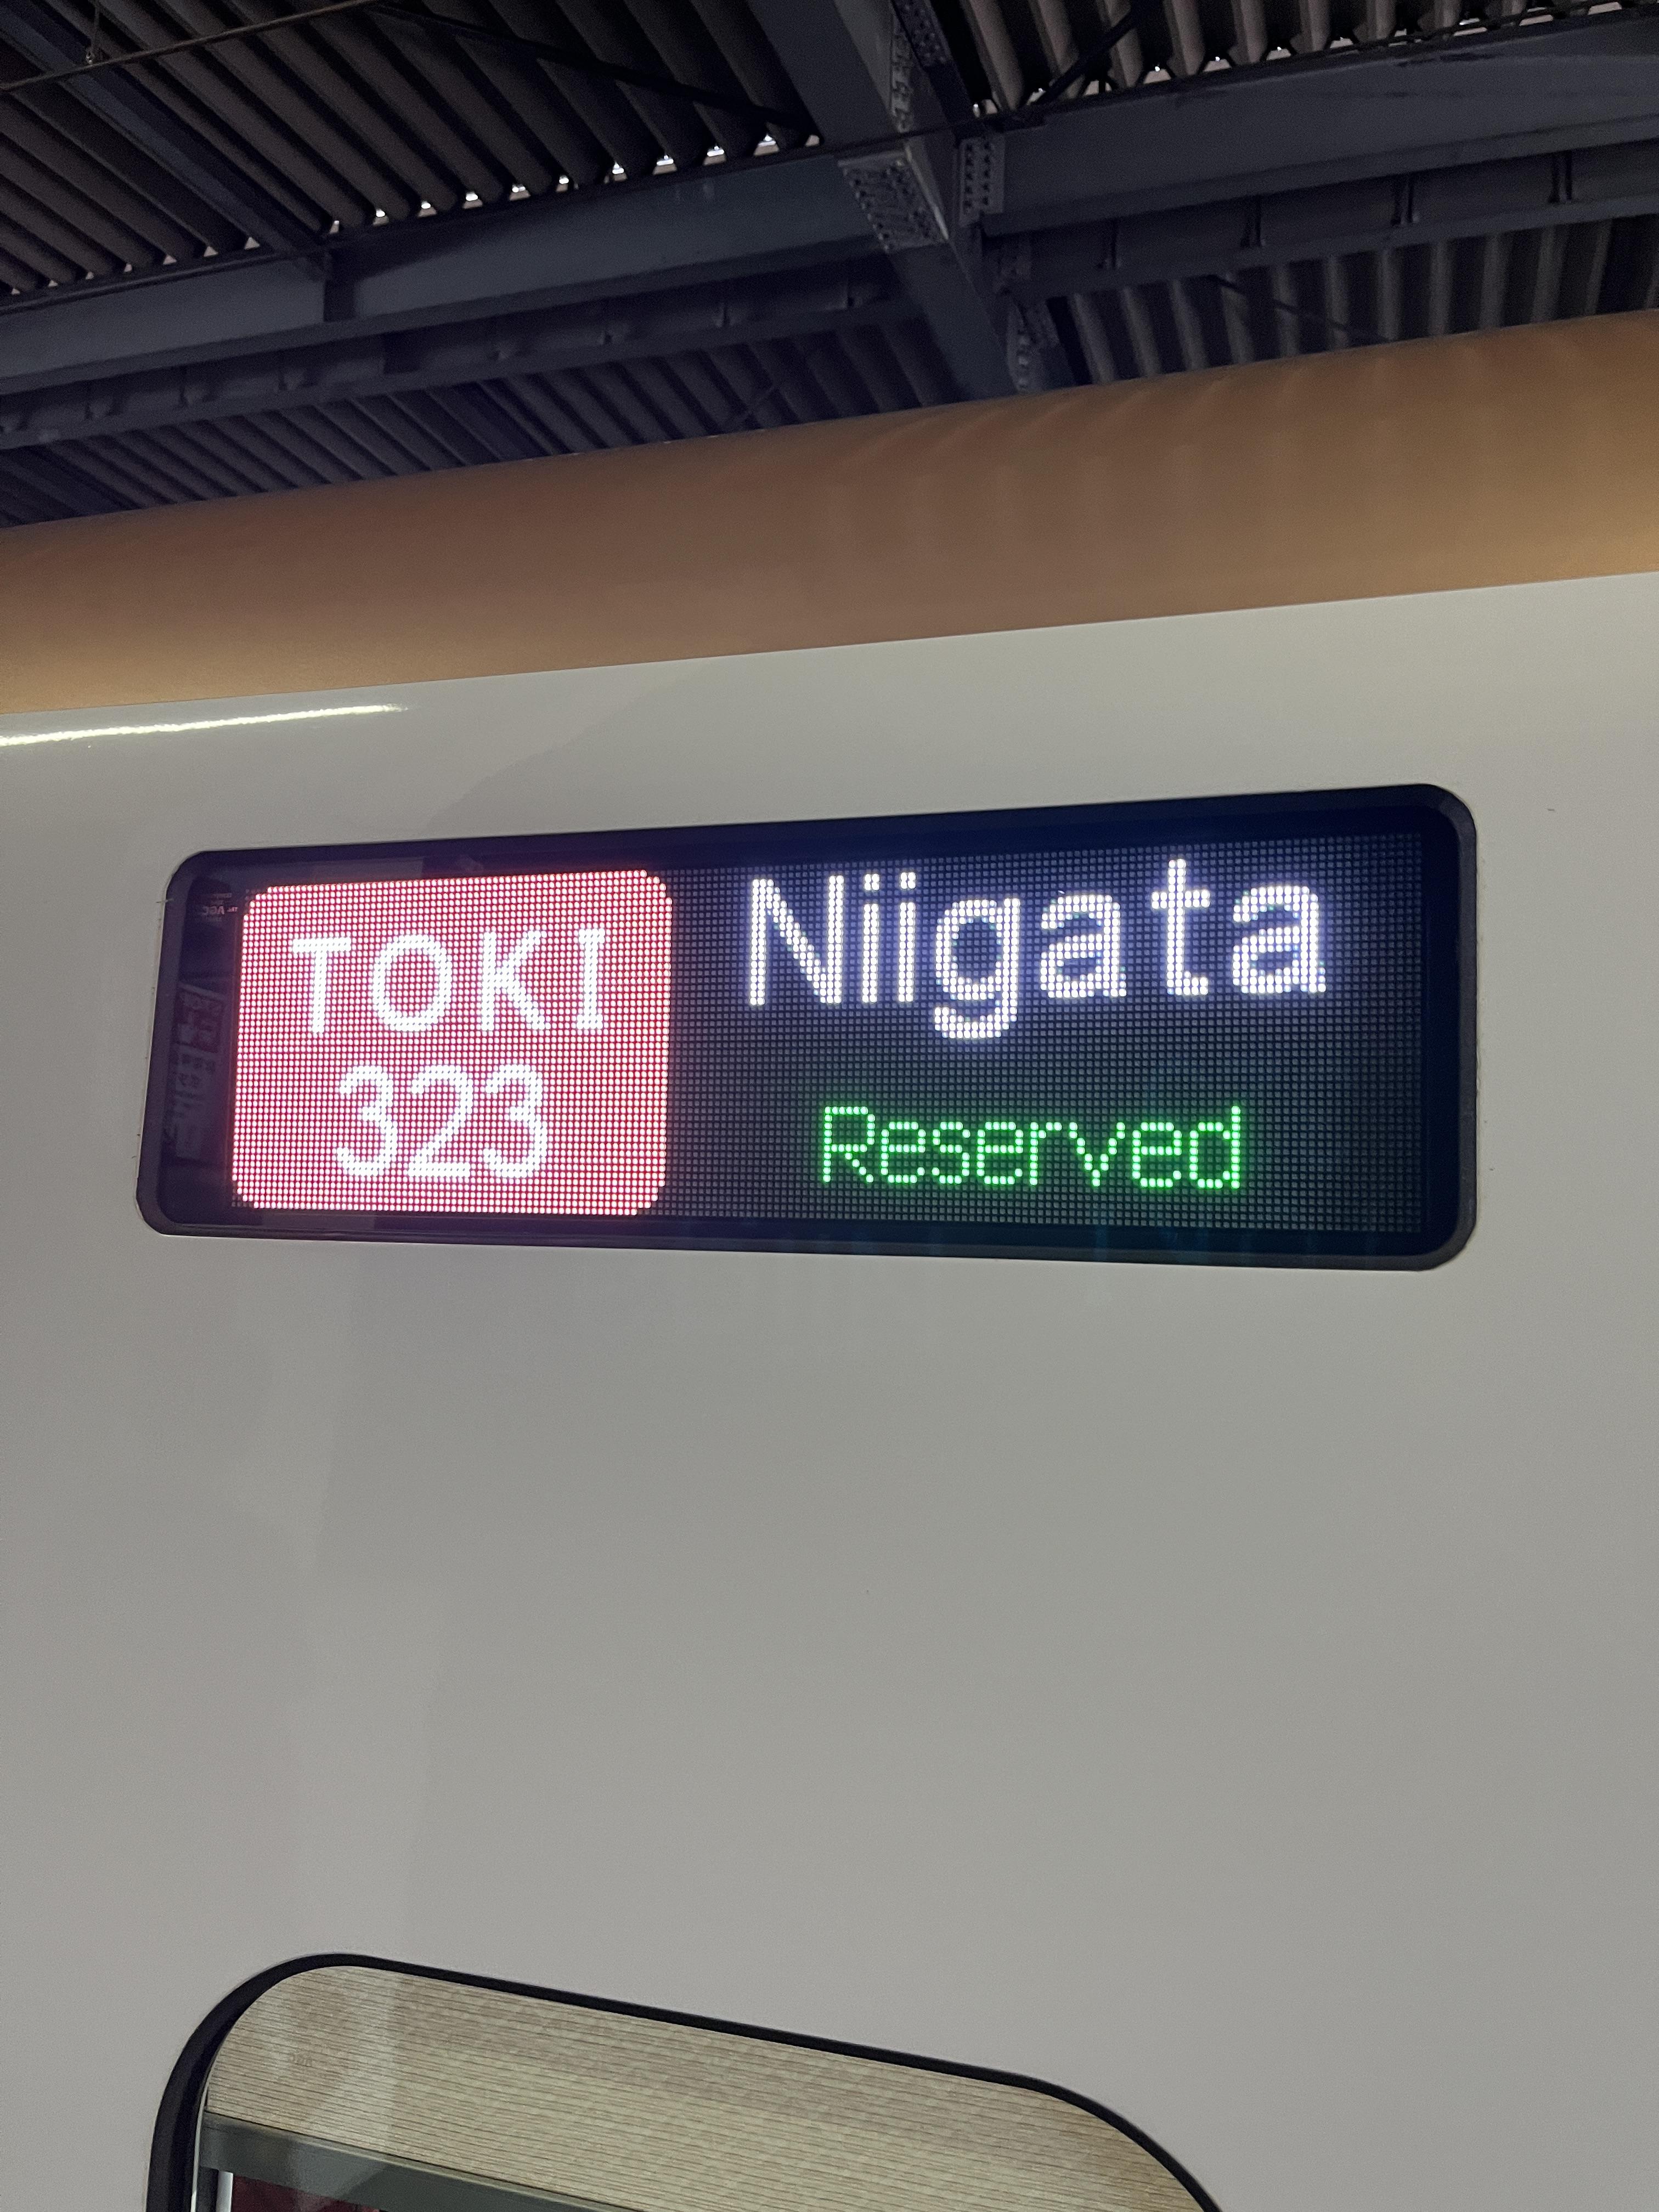 TOKI
323
Niigata
Reserved